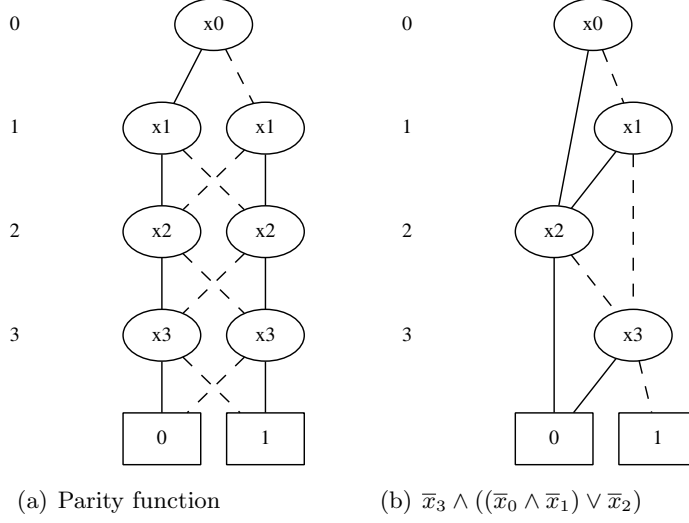 0 x0 0 x0
1 x1 x1 1 x1
2 x2 x2 2 x2
3 x3 x3 3 x3
0 1 0 1
(a) Parity function (b) x̅₃ ∧ ((x̅₀ ∧ x̅₁) ∨ x̅₂)